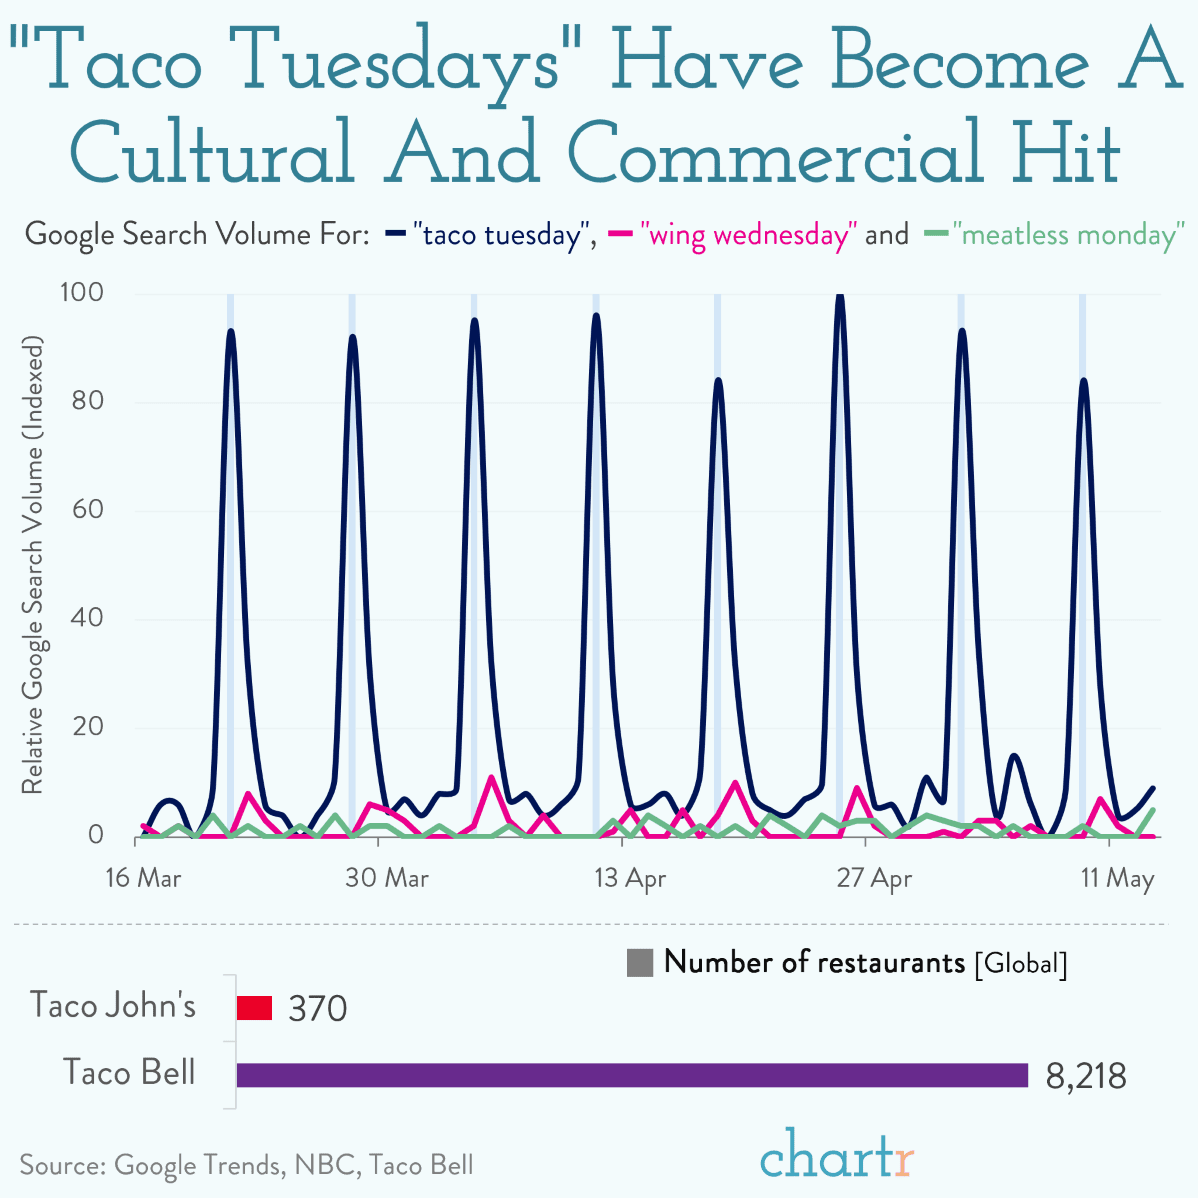 "Taco Tuesdays" Have Become A
Cultural And Commercial Hit
Google Search Volume For: "taco tuesday", "wing wednesday" and "meatless monday"
Relative Google Search Volume (Indexed)
100
80
60
40
20
0
16 Mar 30 Mar 13 Apr 27 Apr 11 May
Number of restaurants [Global]
Taco John's 370
Taco Bell 8,218
Source: Google Trends, NBC, Taco Bell
chartr